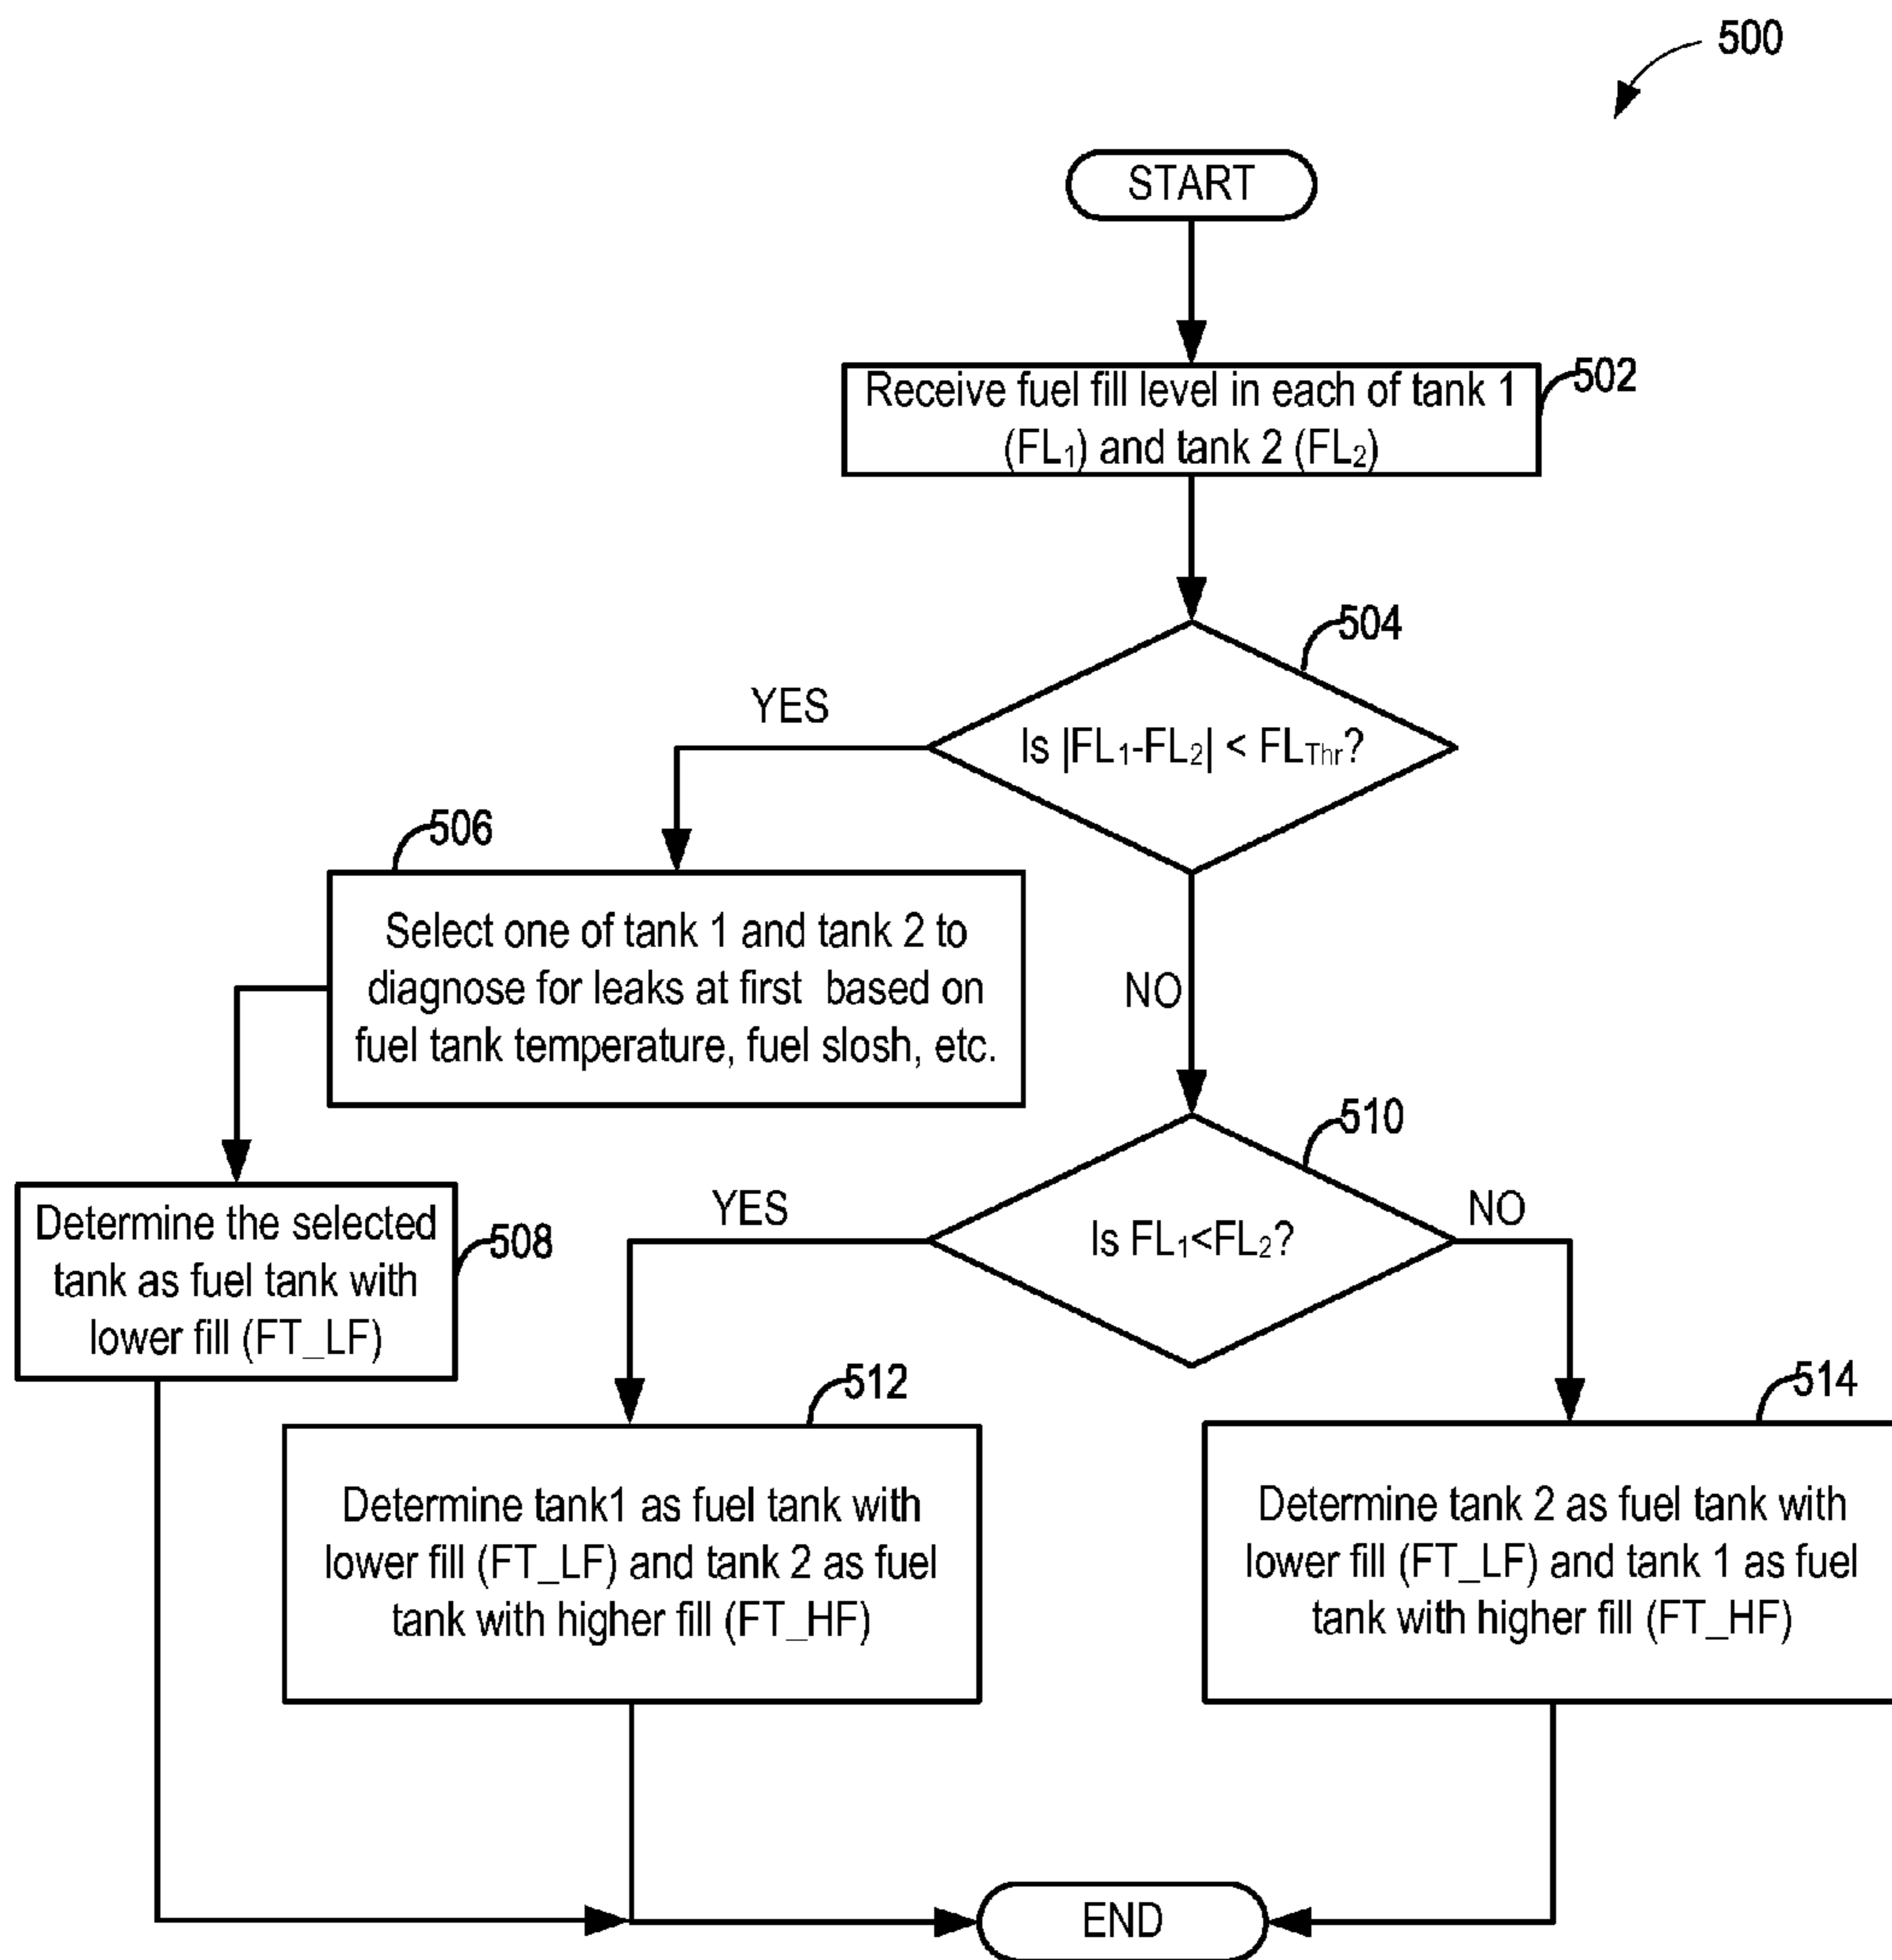 500
START
Receive fuel fill level in each of tank 1
(FL₁) and tank 2 (FL₂)
502
504
Is |FL₁-FL₂| < FL_Thr?
YES
NO
506
Select one of tank 1 and tank 2 to
diagnose for leaks at first based on
fuel tank temperature, fuel slosh, etc.
Determine the selected
tank as fuel tank with
lower fill (FT_LF)
508
510
Is FL₁<FL₂?
YES
NO
512
Determine tank1 as fuel tank with
lower fill (FT_LF) and tank 2 as fuel
tank with higher fill (FT_HF)
514
Determine tank 2 as fuel tank with
lower fill (FT_LF) and tank 1 as fuel
tank with higher fill (FT_HF)
END